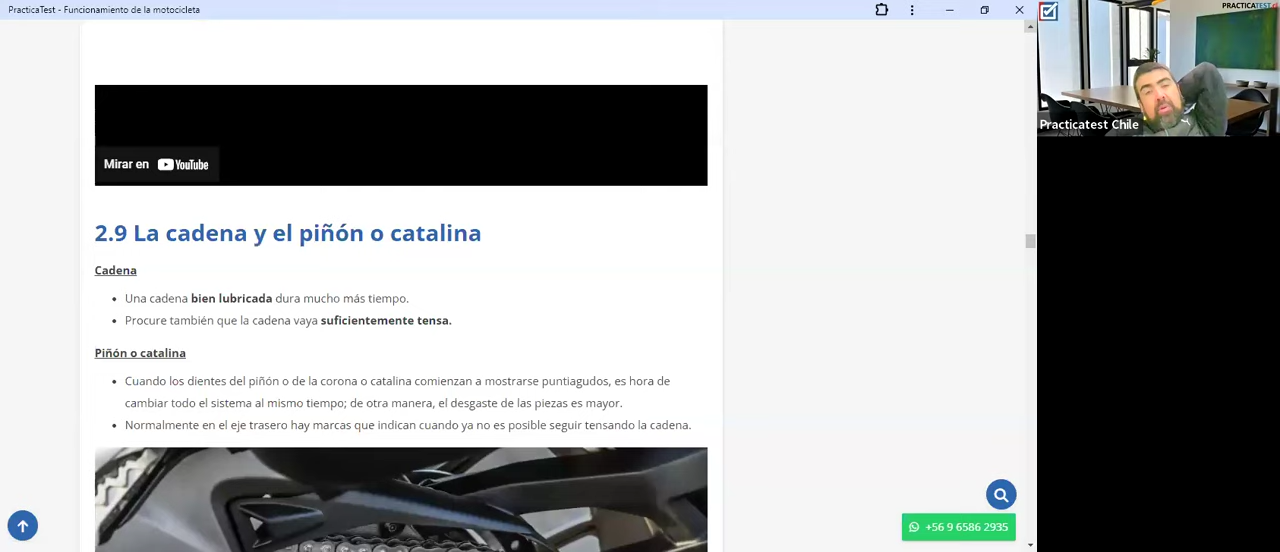 PracticaTest - Funcionamiento de la motocicleta
PRACTICATEST.cl
Practicatest Chile
Mirar en YouTube
2.9 La cadena y el piñón o catalina
Cadena
• Una cadena bien lubricada dura mucho más tiempo.
• Procure también que la cadena vaya suficientemente tensa.
Piñón o catalina
• Cuando los dientes del piñón o de la corona o catalina comienzan a mostrarse puntiagudos, es hora de
cambiar todo el sistema al mismo tiempo; de otra manera, el desgaste de las piezas es mayor.
• Normalmente en el eje trasero hay marcas que indican cuando ya no es posible seguir tensando la cadena.
+56 9 6586 2935